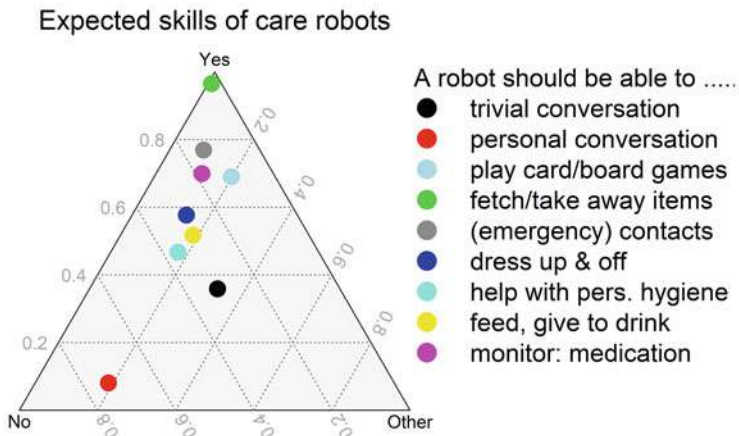 Expected skills of care robots
Yes
A robot should be able to .....
trivial conversation
personal conversation
play card/board games
fetch/take away items
(emergency) contacts
dress up & off
help with pers. hygiene
feed, give to drink
monitor: medication
0.8
0.6
0.4
0.2
0.2
0.4
0.6
0.8
No
0.8
0.6
0.4
0.2
Other